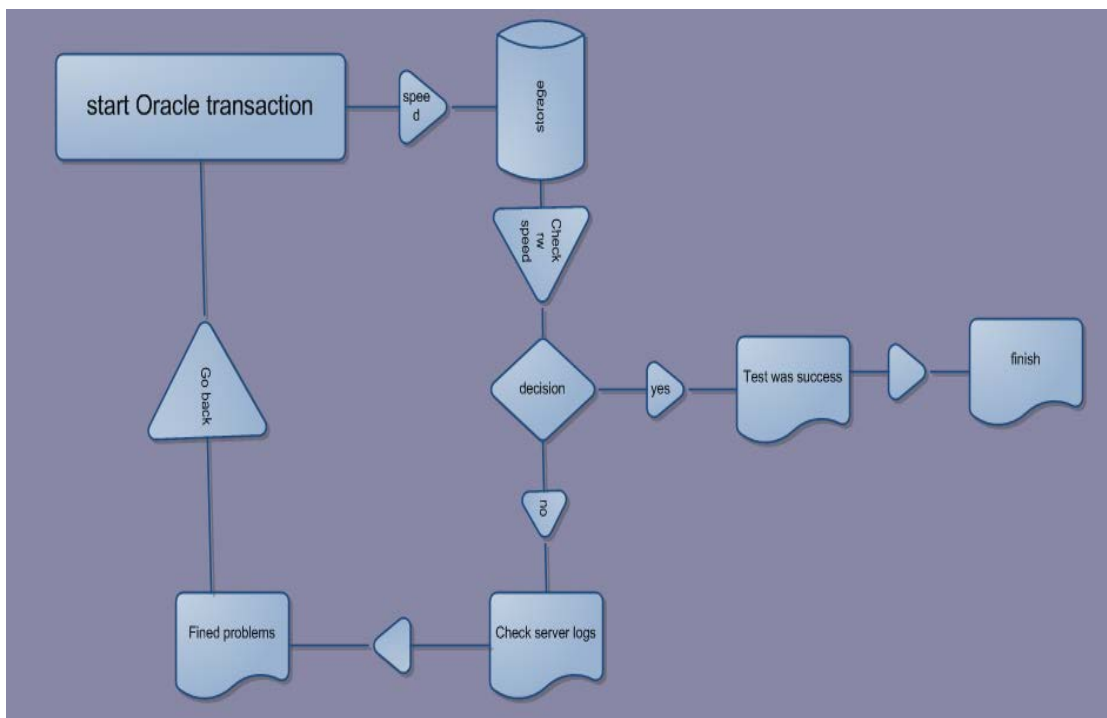 start Oracle transaction
spee
d
storage
Check
rw
speed
decision
yes
Test was success
finish
no
Check server logs
Fined problems
Go back